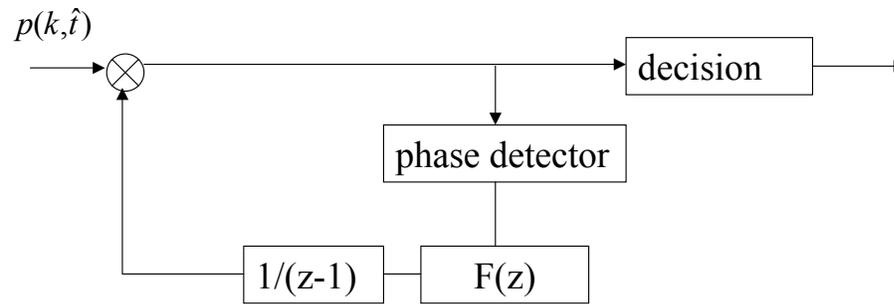 p(k,t̂)
decision
phase detector
1/(z-1)
F(z)